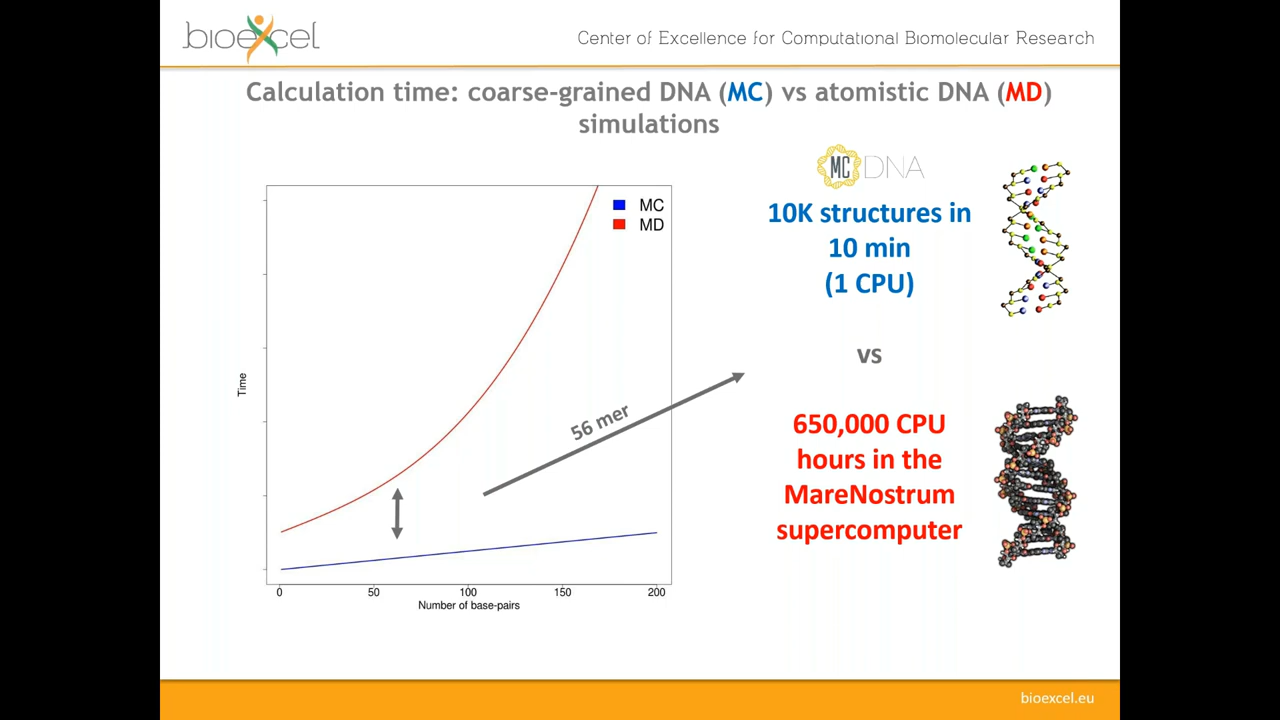 bioexcel
Center of Excellence for Computational Biomolecular Research
Calculation time: coarse-grained DNA (MC) vs atomistic DNA (MD)
simulations
MC DNA
10K structures in
10 min
(1 CPU)
vs
650,000 CPU
hours in the
MareNostrum
supercomputer
MC
MD
56 mer
Time
0 50 100 150 200
Number of base-pairs
bioexcel.eu